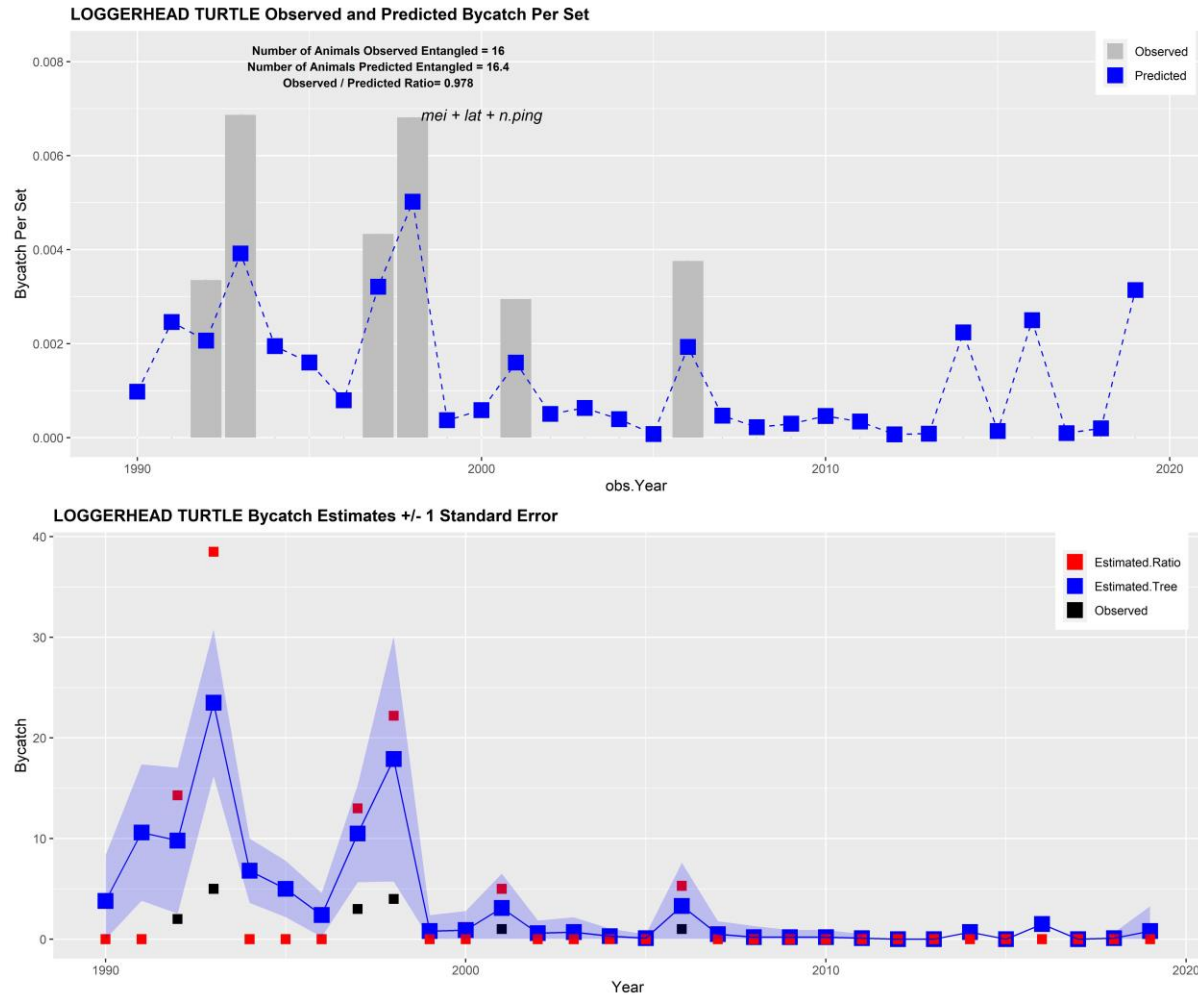 LOGGERHEAD TURTLE Observed and Predicted Bycatch Per Set
Number of Animals Observed Entangled = 16
Number of Animals Predicted Entangled = 16.4
Observed / Predicted Ratio= 0.978
mei + lat + n.ping
Observed
Predicted
Bycatch Per Set
0.008
0.006
0.004
0.002
0.000
1990 2000 2010 2020
obs.Year
LOGGERHEAD TURTLE Bycatch Estimates +/- 1 Standard Error
Estimated.Ratio
Estimated.Tree
Observed
Bycatch
40
30
20
10
0
1990 2000 2010 2020
Year